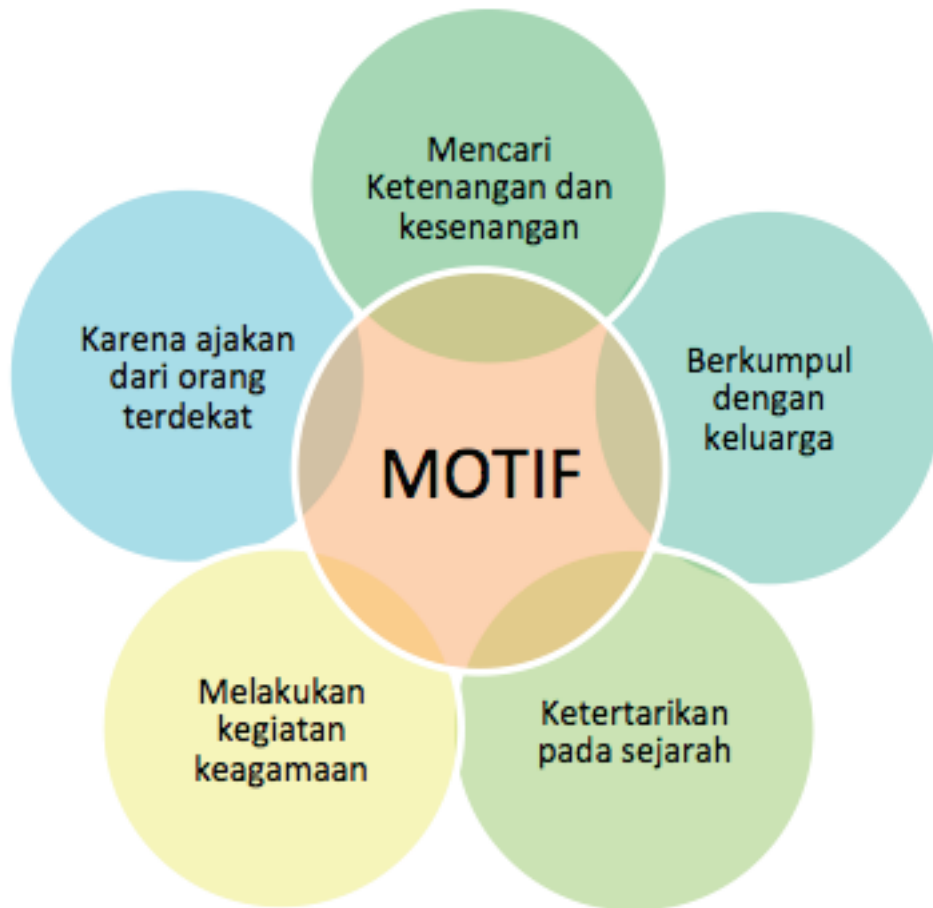 Mencari
Ketenangan dan
kesenangan
Karena ajakan
dari orang
terdekat
Berkumpul
dengan
keluarga
MOTIF
Melakukan
kegiatan
keagamaan
Ketertarikan
pada sejarah